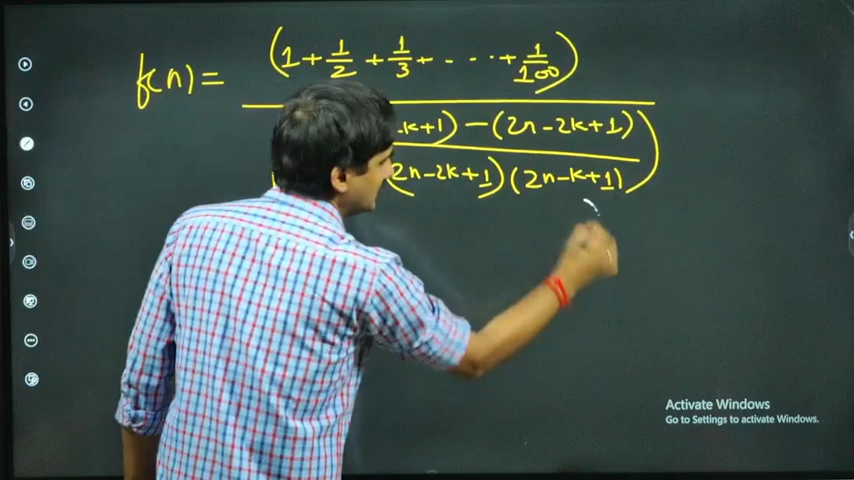 f(n) = (1 + 1/2 + 1/3 + - - - + 1/100)
k+1) - (2n-2k+1))
(2n-2k+1)(2n-k+1))
Activate Windows
Go to Settings to activate Windows.